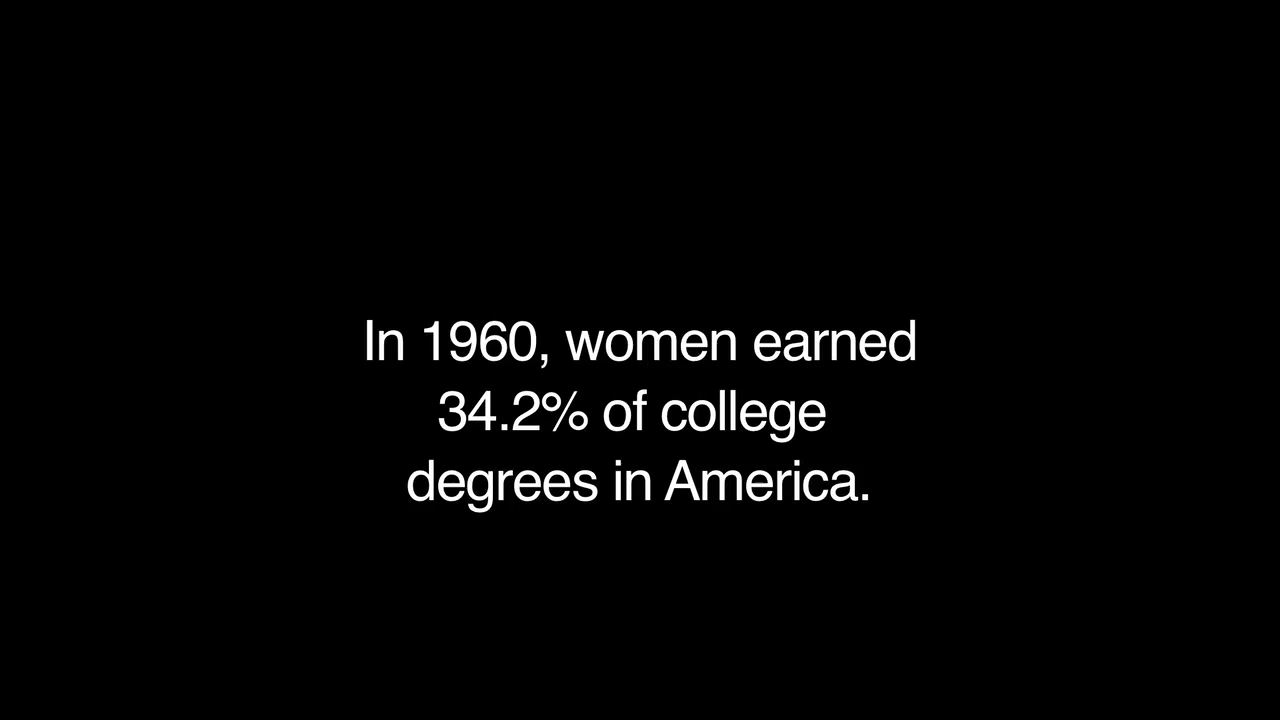 In 1960, women earned
34.2% of college
degrees in America.